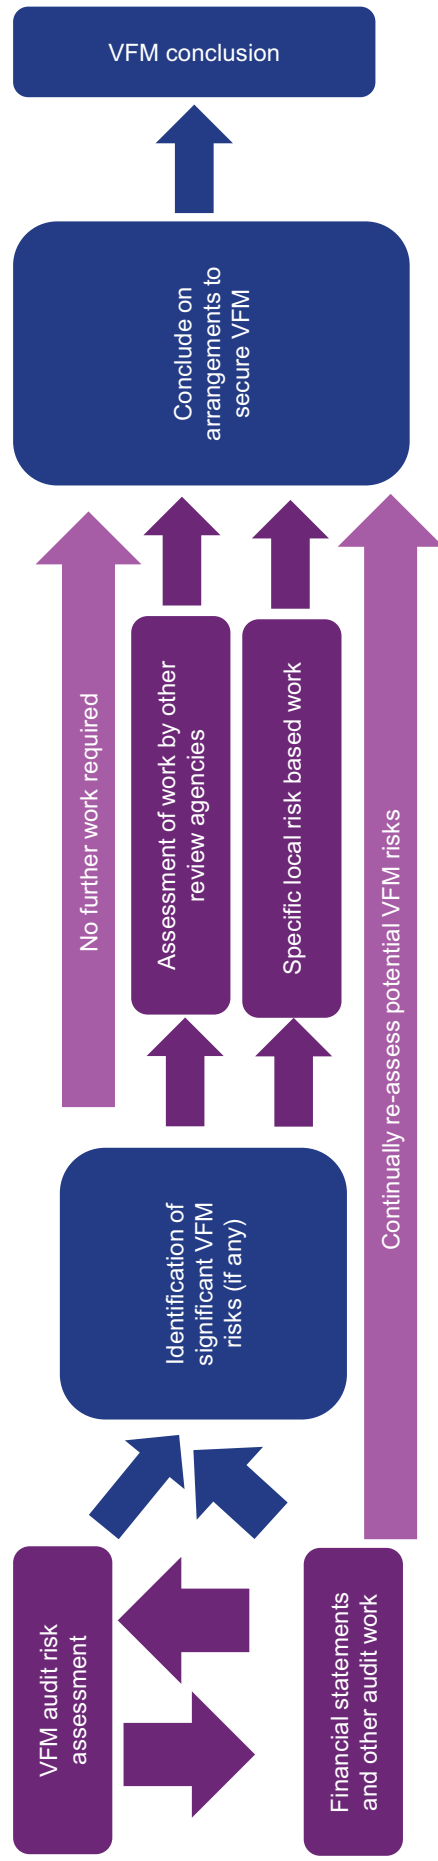 VFM audit risk
assessment
Financial statements
and other audit work
Identification of
significant VFM
risks (if any)
No further work required
Assessment of work by other
review agencies
Specific local risk based work
Continually re-assess potential VFM risks
Conclude on
arrangements to
secure VFM
VFM conclusion